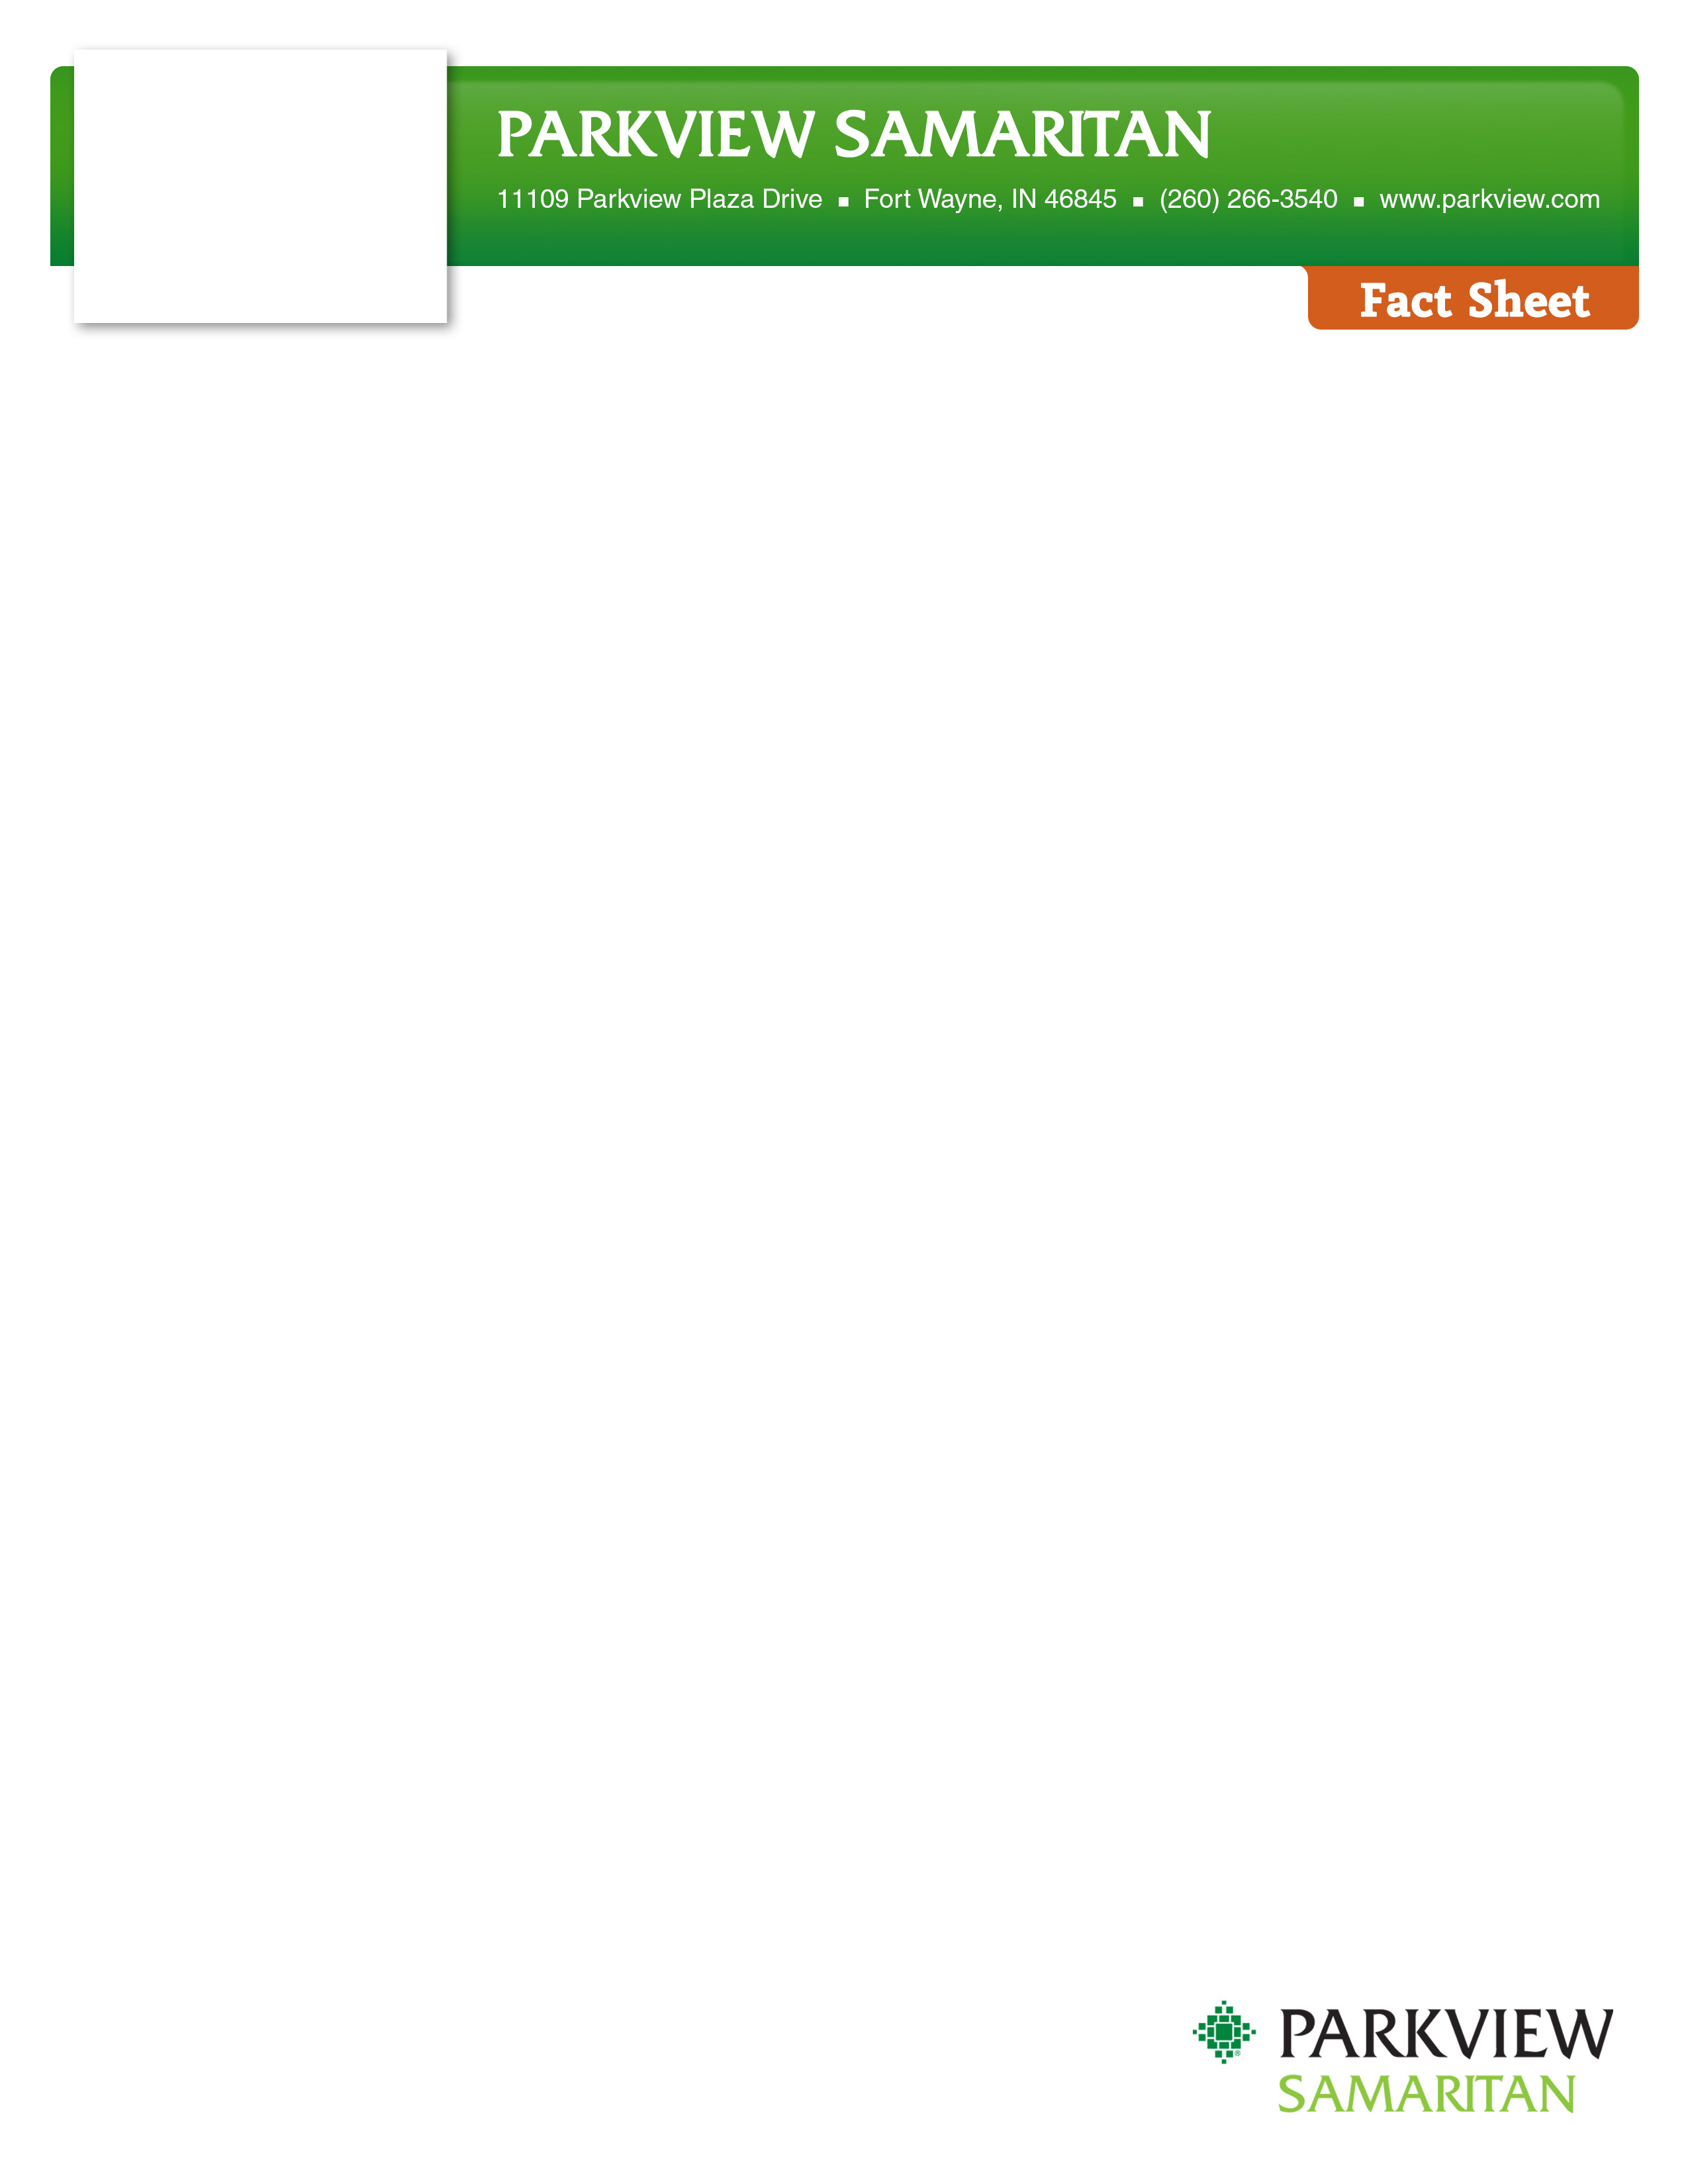 PARKVIEW SAMARITAN
11109 Parkview Plaza Drive ■ Fort Wayne, IN 46845 ■ (260) 266-3540 ■ www.parkview.com
Fact Sheet
PARKVIEW
®
SAMARITAN